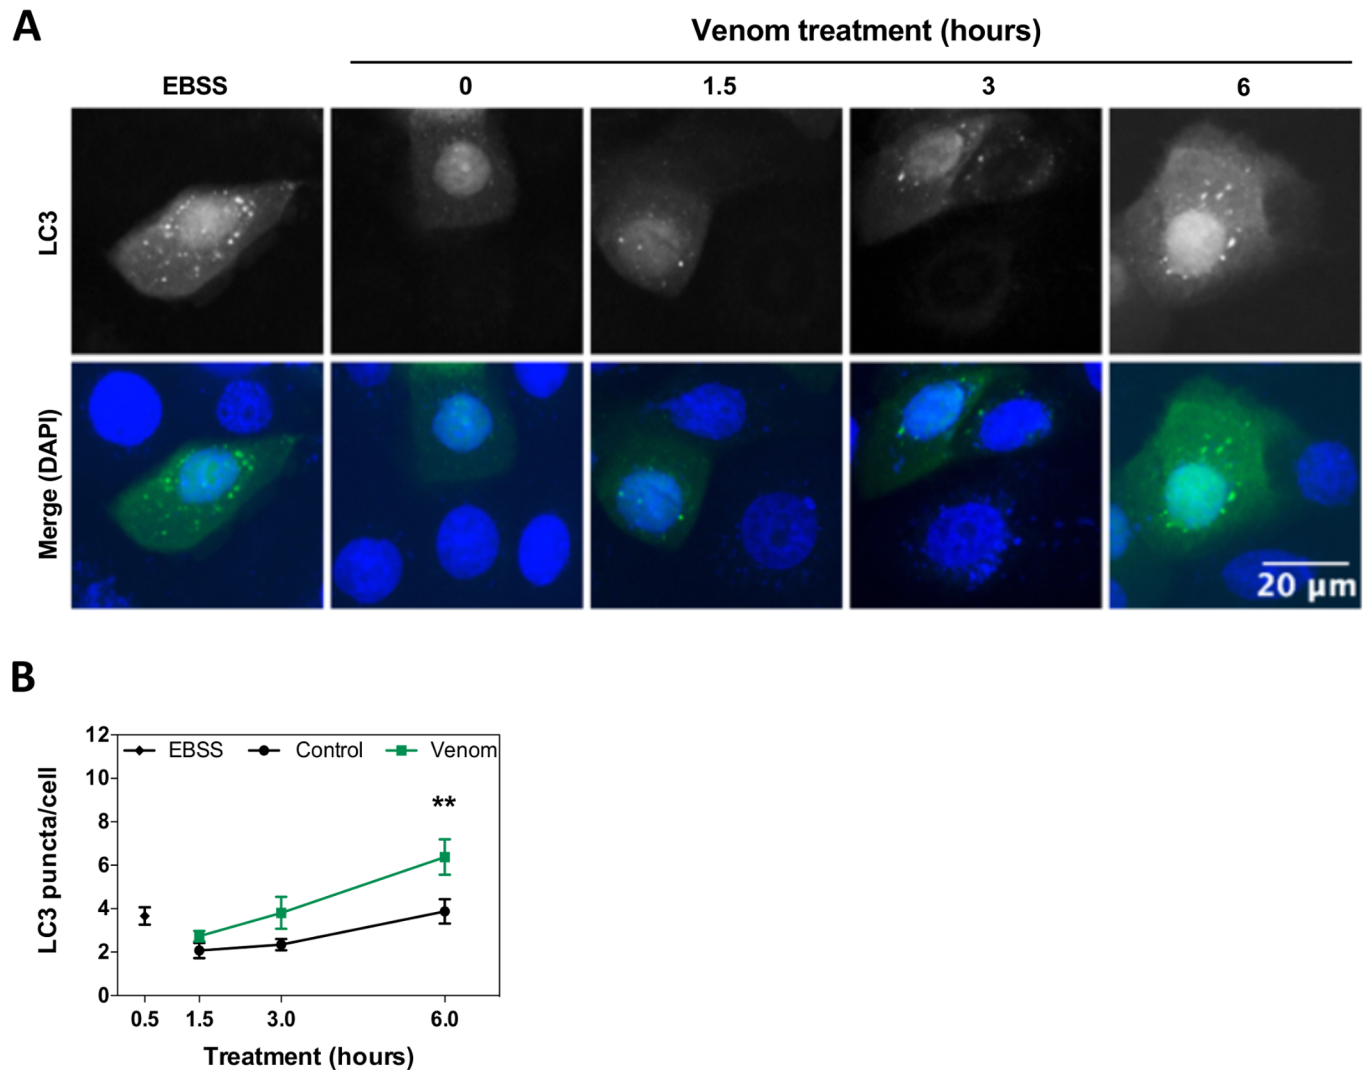 A
Venom treatment (hours)
EBSS 0 1.5 3 6
LC3
Merge (DAPI)
20 µm
B
12
EBSS Control Venom
10
**
8
6
4
2
0
LC3 puncta/cell
0.5 1.5 3.0 6.0
Treatment (hours)